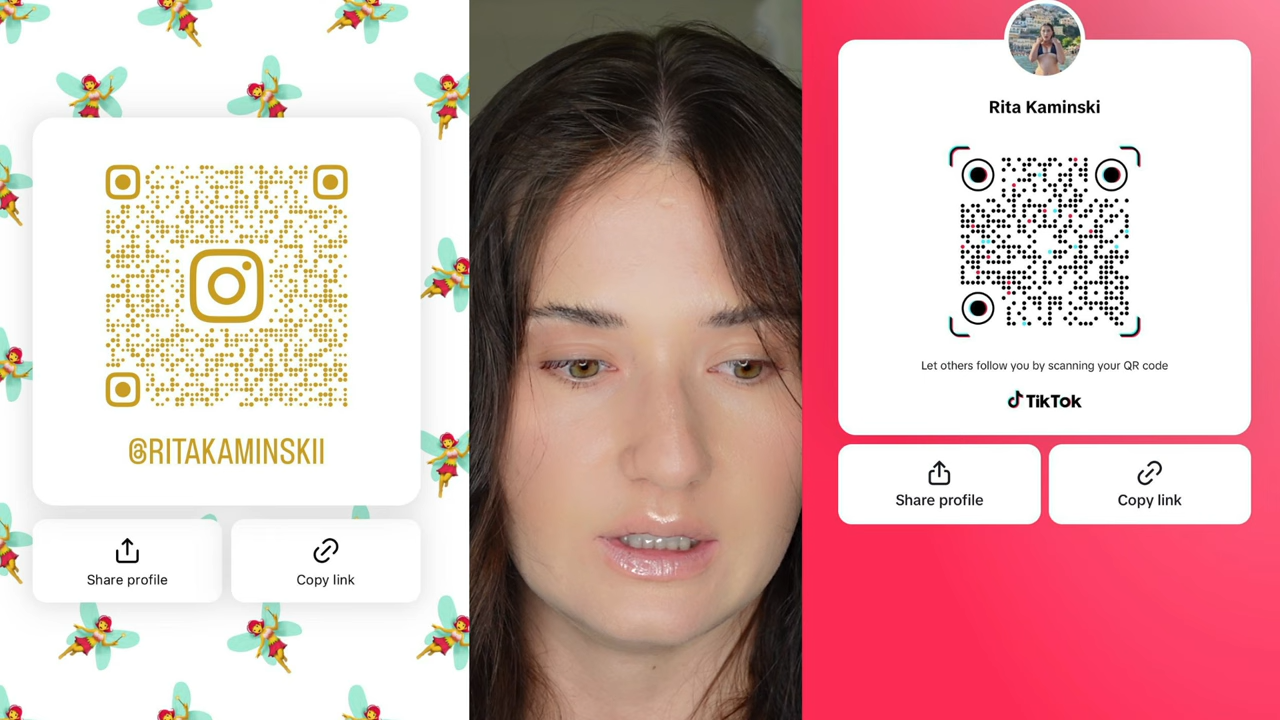 @RITAKAMINSKII
Share profile
Copy link
Rita Kaminski
Let others follow you by scanning your QR code
TikTok
Share profile
Copy link